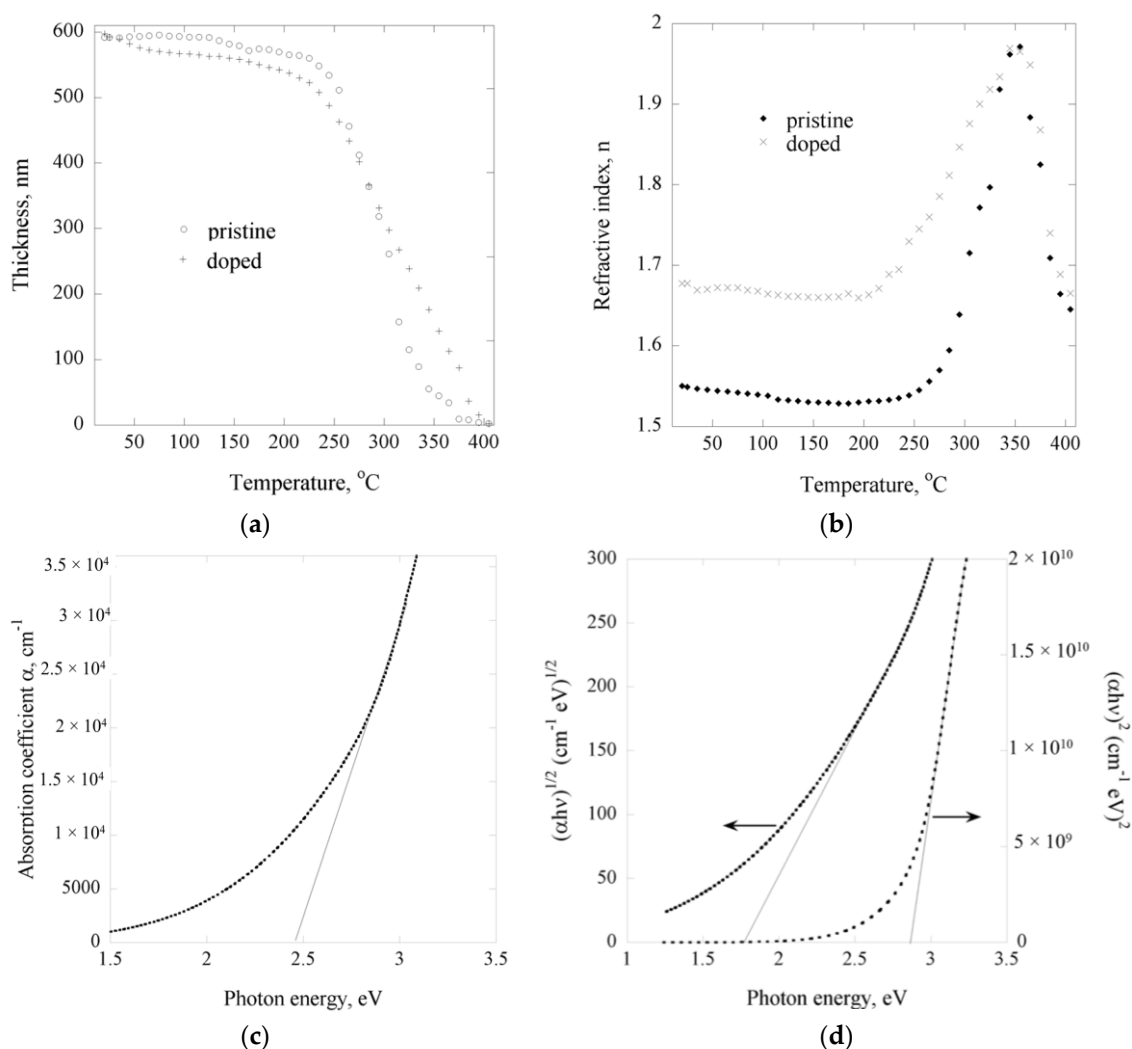 600
500
400
300
200
100
0
50 100 150 200 250 300 350 400
Thickness, nm
Temperature, °C
pristine
doped
(a)
2
1.9
1.8
1.7
1.6
1.5
50 100 150 200 250 300 350 400
Refractive index, n
Temperature, °C
pristine
doped
(b)
3.5 × 10⁴
3 × 10⁴
2.5 × 10⁴
2 × 10⁴
1.5 × 10⁴
1 × 10⁴
5000
0
1.5 2 2.5 3 3.5
Absorption coefficient α, cm⁻¹
Photon energy, eV
(c)
300
250
200
150
100
50
0
1 1.5 2 2.5 3 3.5
(αhν)^1/2 (cm⁻¹ eV)^1/2
2 × 10¹⁰
1.5 × 10¹⁰
1 × 10¹⁰
5 × 10⁹
0
(αhν)² (cm⁻¹ eV)²
Photon energy, eV
(d)